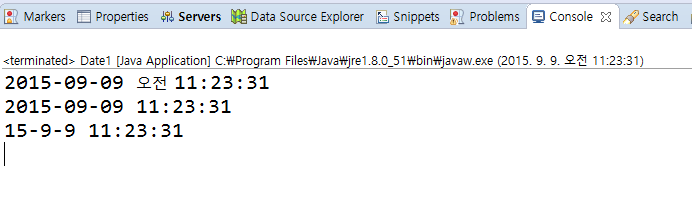 Markers Properties Servers Data Source Explorer Snippets Problems Console Search
<terminated> Date1 [Java Application] C:₩Program Files₩Java₩jre1.8.0_51₩bin₩javaw.exe (2015. 9. 9. 오전 11:23:31)
2015-09-09 오전 11:23:31
2015-09-09 11:23:31
15-9-9 11:23:31